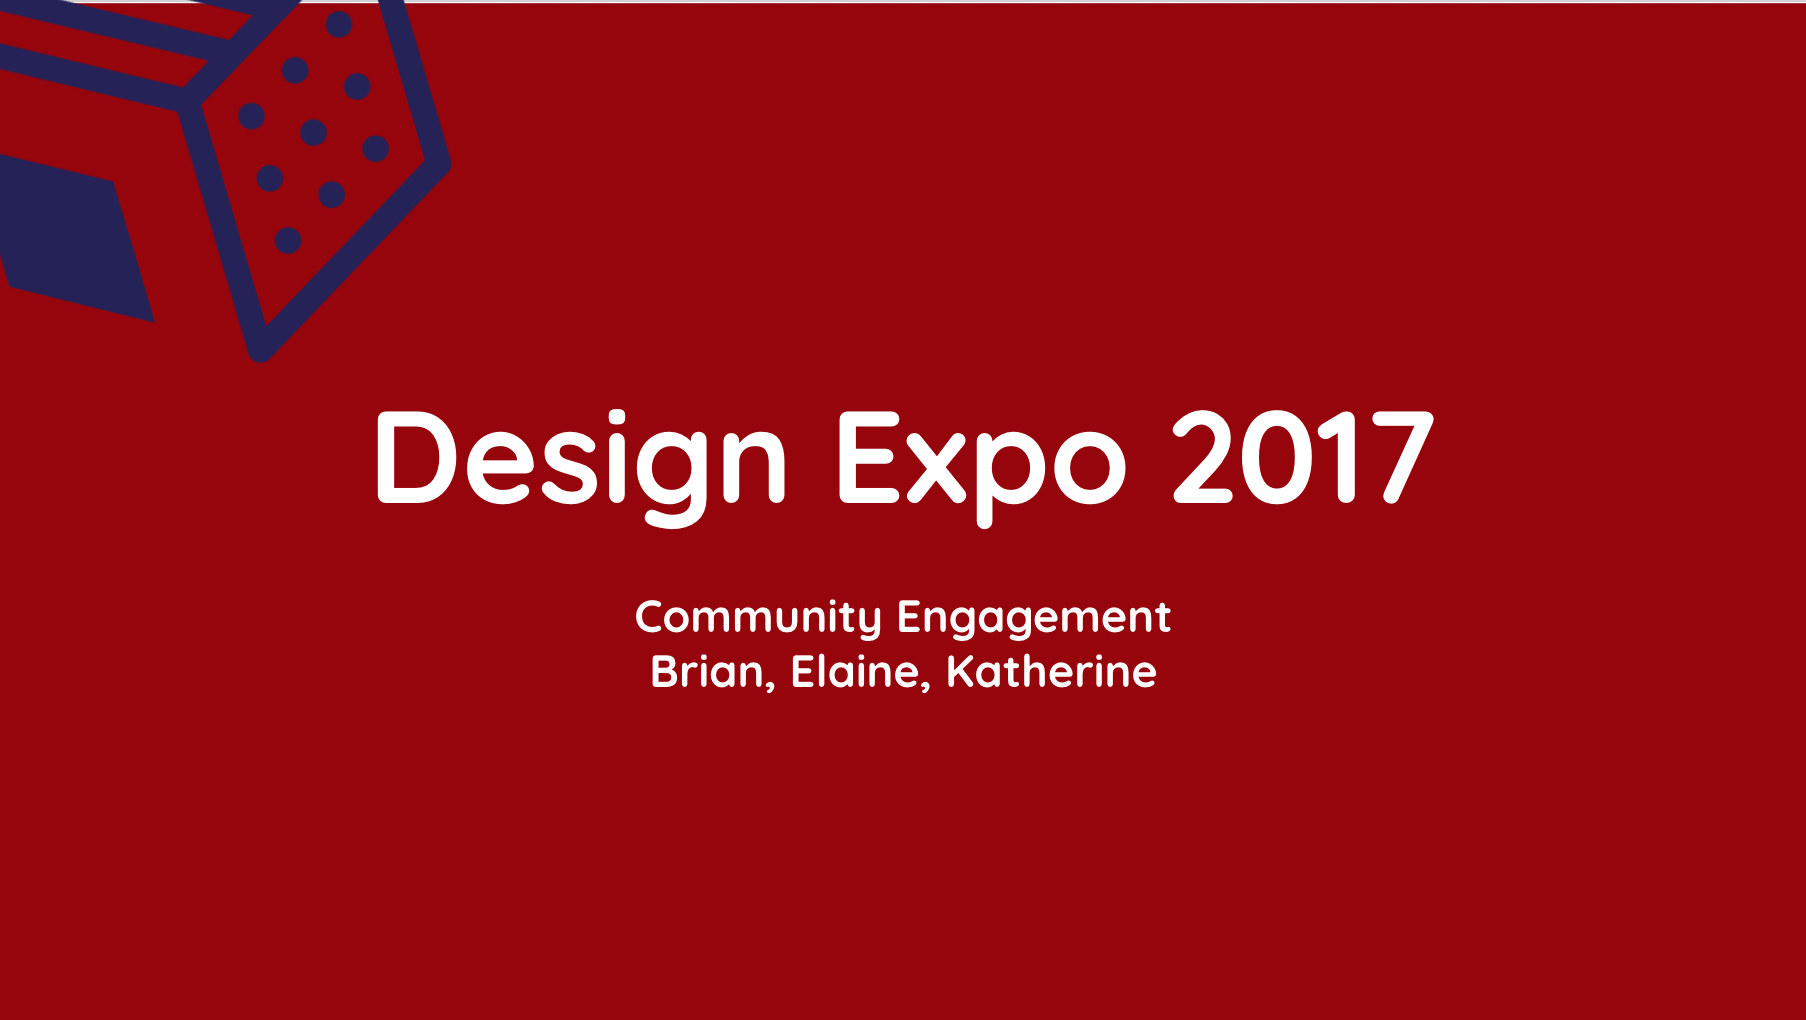 Design Expo 2017
Community Engagement
Brian, Elaine, Katherine